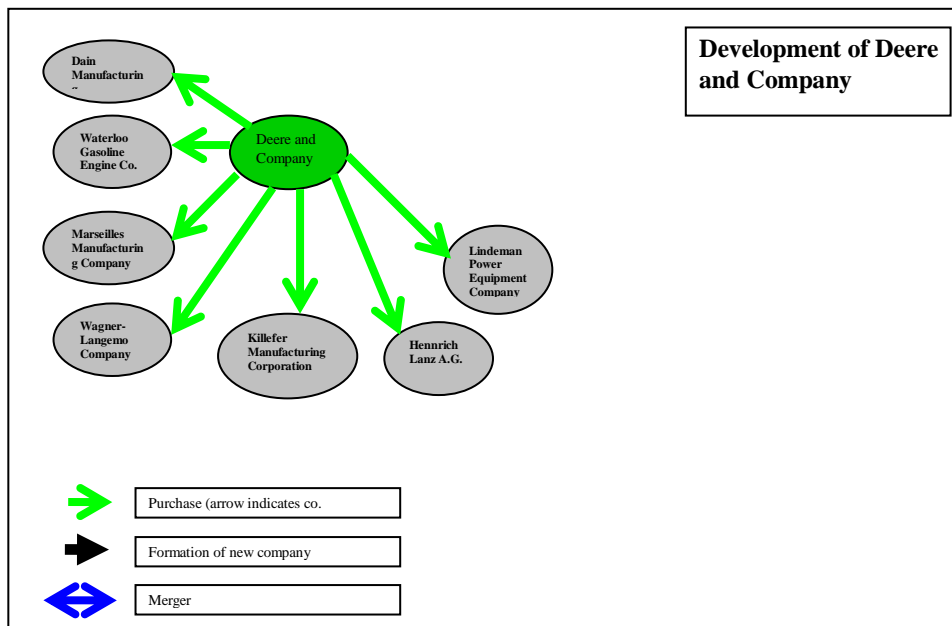 Development of Deere
and Company
Dain
Manufacturin
Deere and
Company
Waterloo
Gasoline
Engine Co.
Marseilles
Manufacturin
g Company
Lindeman
Power
Equipment
Company
Wagner-
Langemo
Company
Killefer
Manufacturing
Corporation
Hennrich
Lanz A.G.
Purchase (arrow indicates co.
Formation of new company
Merger